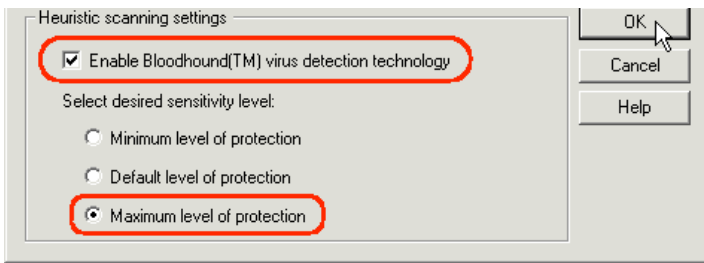 Heuristic scanning settings
Enable Bloodhound(TM) virus detection technology
Select desired sensitivity level:
Minimum level of protection
Default level of protection
Maximum level of protection
OK
Cancel
Help